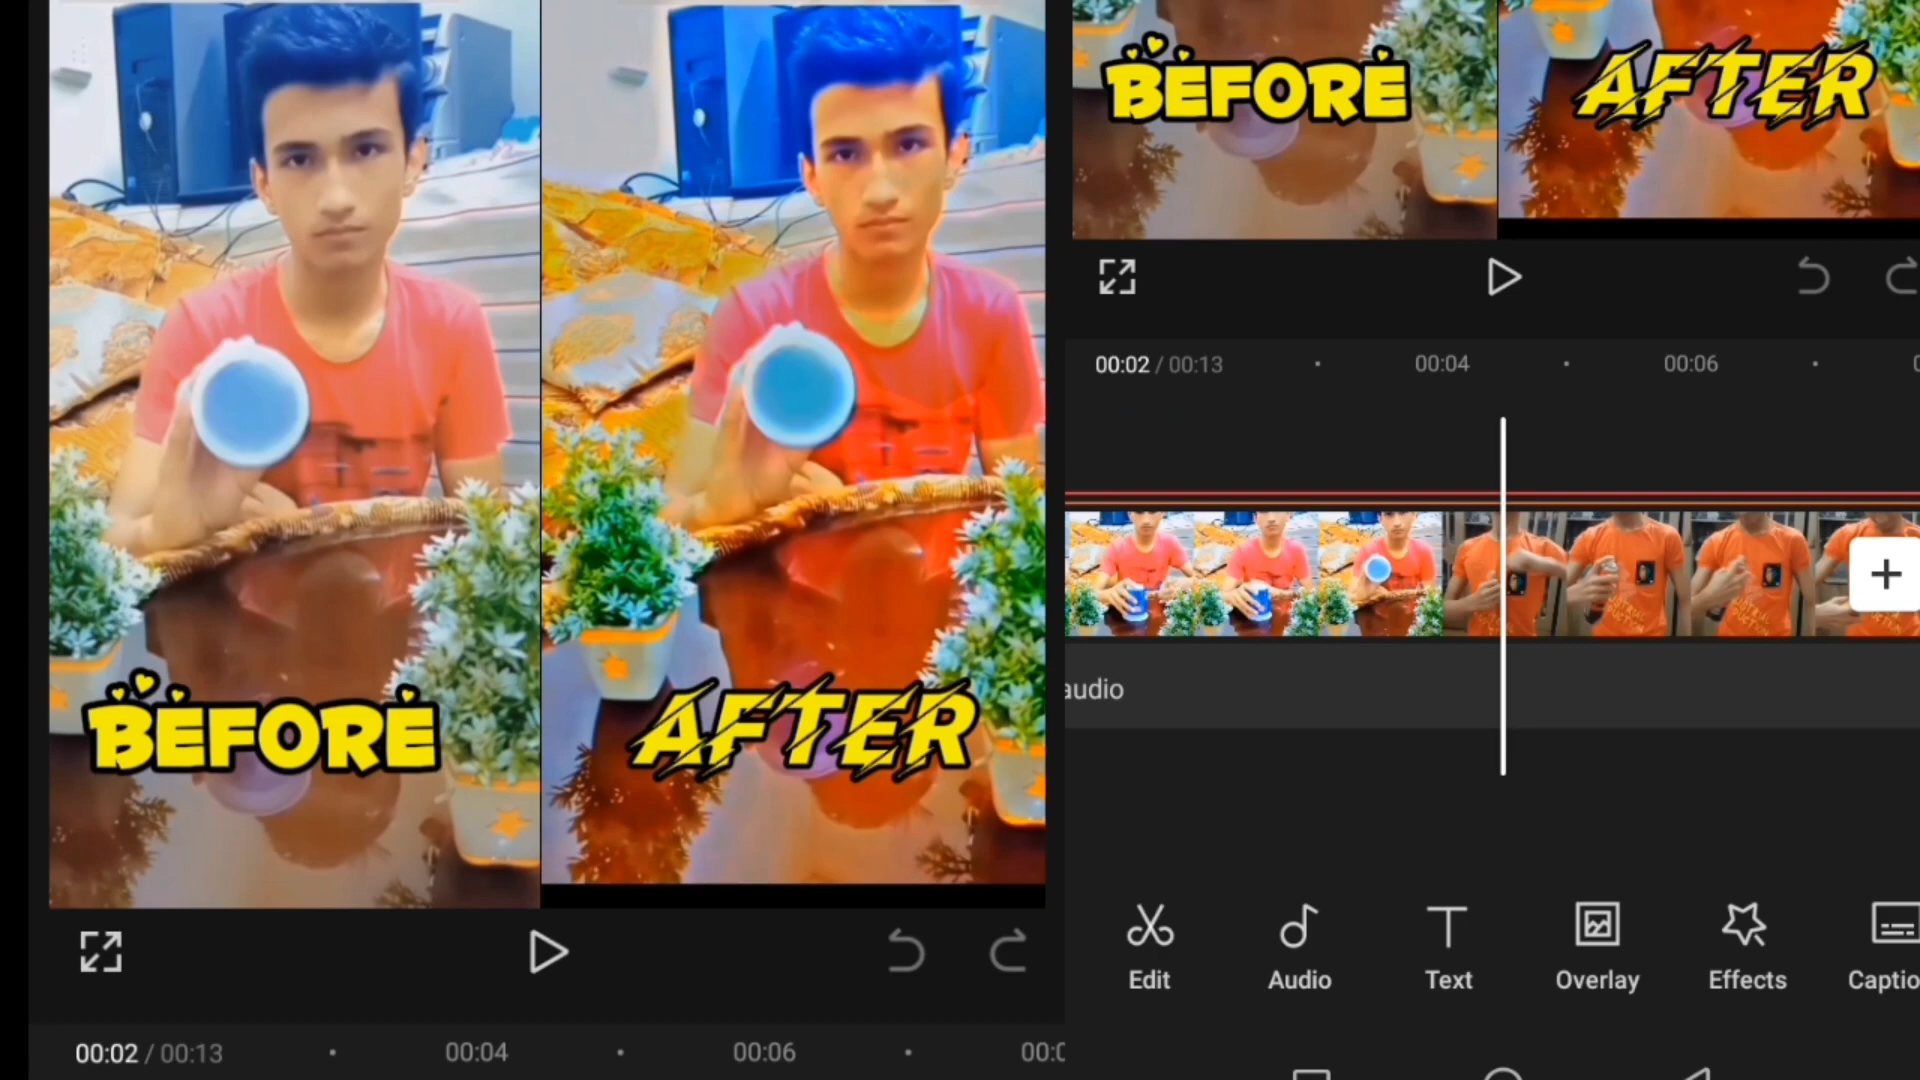 BEFORE
AFTER
00:02 / 00:13
00:04
00:06
BEFORE
AFTER
00:02 / 00:13
00:04
00:06
audio
Edit
Audio
Text
Overlay
Effects
Captio